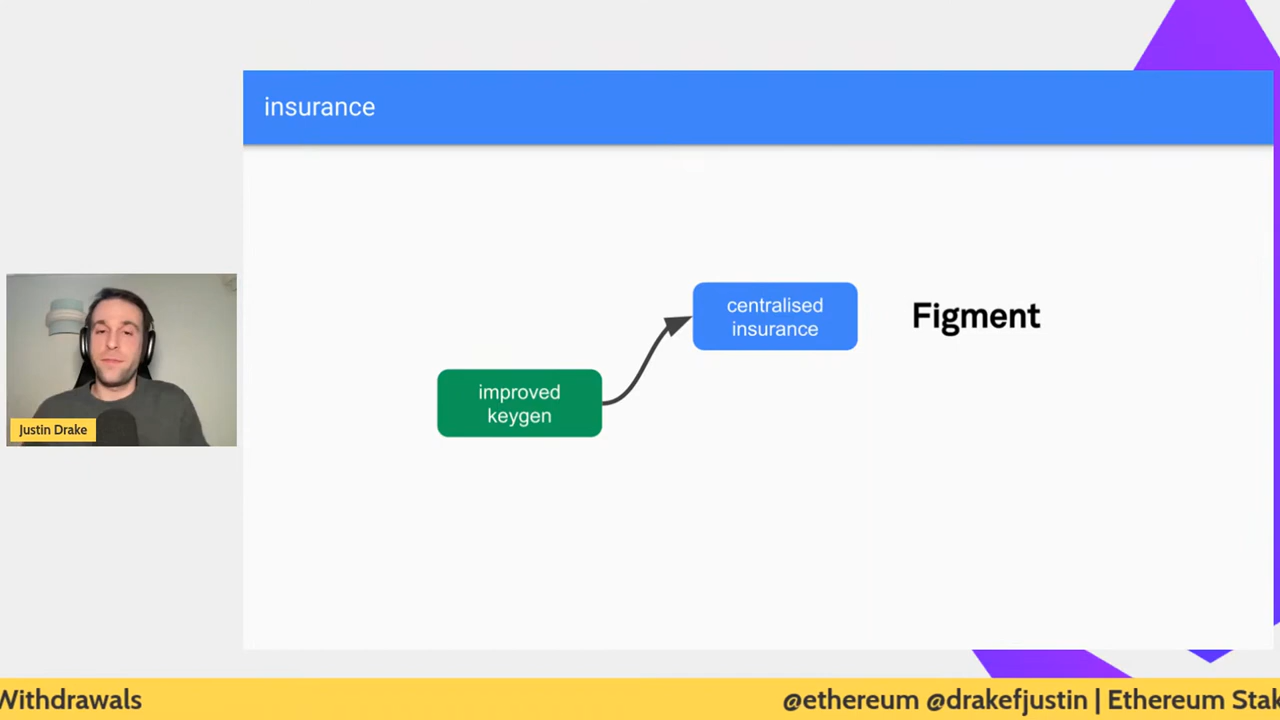 insurance
centralised
insurance
Figment
improved
keygen
Justin Drake
Withdrawals
@ethereum @drakefjustin | Ethereum Stak